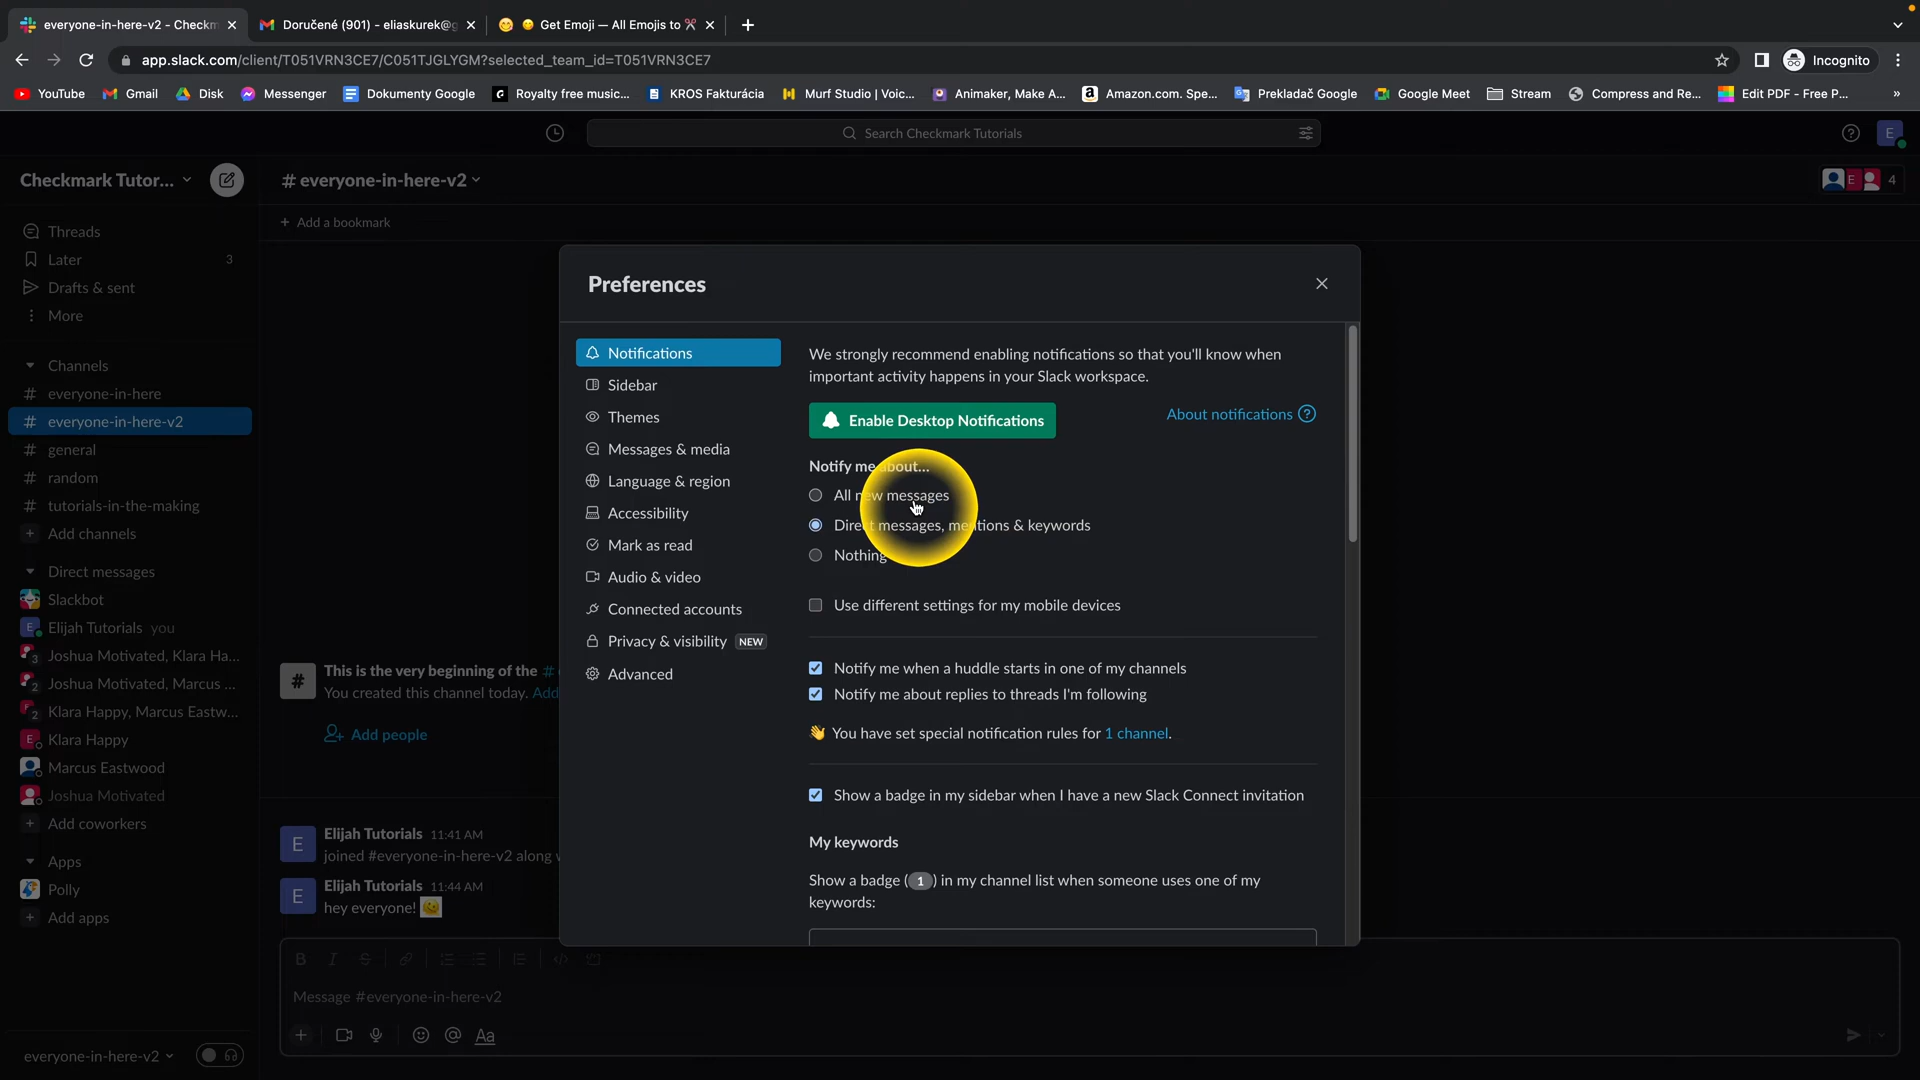 everyone-in-here-v2 - Checkm
Doručené (901) - eliaskurek@g
Get Emoji — All Emojis to ✂️
app.slack.com/client/T051VRN3CE7/C051TJGLYGM?selected_team_id=T051VRN3CE7
Incognito
YouTube
Gmail
Disk
Messenger
Dokumenty Google
Royalty free music...
KROS Fakturácia
Murf Studio | Voic...
Animaker, Make A...
Amazon.com. Spe...
Prekladač Google
Google Meet
Stream
Compress and Re...
Edit PDF - Free P...
»
Search Checkmark Tutorials
E
Checkmark Tutor...
# everyone-in-here-v2
E
4
+ Add a bookmark
Threads
Later 3
Drafts & sent
More
Channels
# everyone-in-here
# everyone-in-here-v2
# general
# random
# tutorials-in-the-making
+ Add channels
Direct messages
Slackbot
E Elijah Tutorials you
3 Joshua Motivated, Klara Ha...
2 Joshua Motivated, Marcus ...
2 Klara Happy, Marcus Eastw...
E Klara Happy
Marcus Eastwood
Joshua Motivated
+ Add coworkers
Apps
Polly
+ Add apps
everyone-in-here-v2
# This is the very beginning of the #
You created this channel today. Add
Add people
E Elijah Tutorials 11:41 AM
joined #everyone-in-here-v2 along
E Elijah Tutorials 11:44 AM
hey everyone! 🫠
Preferences
Notifications
Sidebar
Themes
Messages & media
Language & region
Accessibility
Mark as read
Audio & video
Connected accounts
Privacy & visibility NEW
Advanced
We strongly recommend enabling notifications so that you'll know when
important activity happens in your Slack workspace.
Enable Desktop Notifications
About notifications
Notify me about...
All new messages
Direct messages, mentions & keywords
Nothing
Use different settings for my mobile devices
Notify me when a huddle starts in one of my channels
Notify me about replies to threads I'm following
👋 You have set special notification rules for 1 channel.
Show a badge in my sidebar when I have a new Slack Connect invitation
My keywords
Show a badge ( 1 ) in my channel list when someone uses one of my
keywords:
B I S
Message #everyone-in-here-v2
+ @ Aa